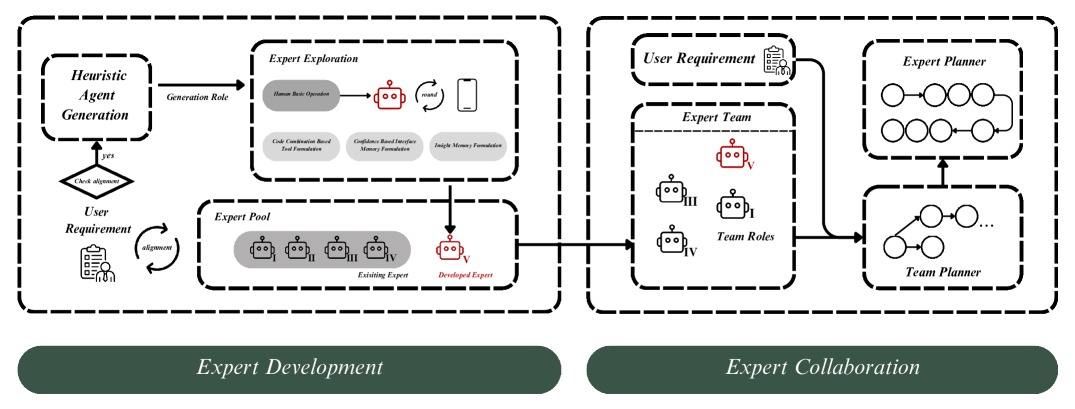 Heuristic
Agent
Generation
Generation Role
yes
Check alignment
User
Requirement
alignment
Expert Exploration
Human Basic Operation
round
Code Combination Based
Tool Foundation
Confidence Based Interface
Memory Formulation
Insight Memory Formulation
Expert Pool
I
II
III
IV
V
Exisiting Expert
Developed Expert
User Requirement
Expert Team
V
III
I
IV
Team Roles
Expert Planner
...
Team Planner
Expert Development
Expert Collaboration